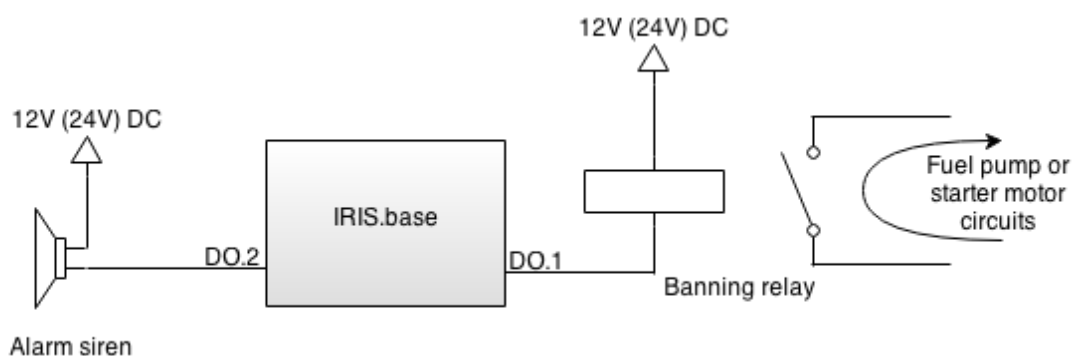 12V (24V) DC
12V (24V) DC
IRIS.base
Fuel pump or
starter motor
circuits
DO.2
DO.1
Banning relay
Alarm siren